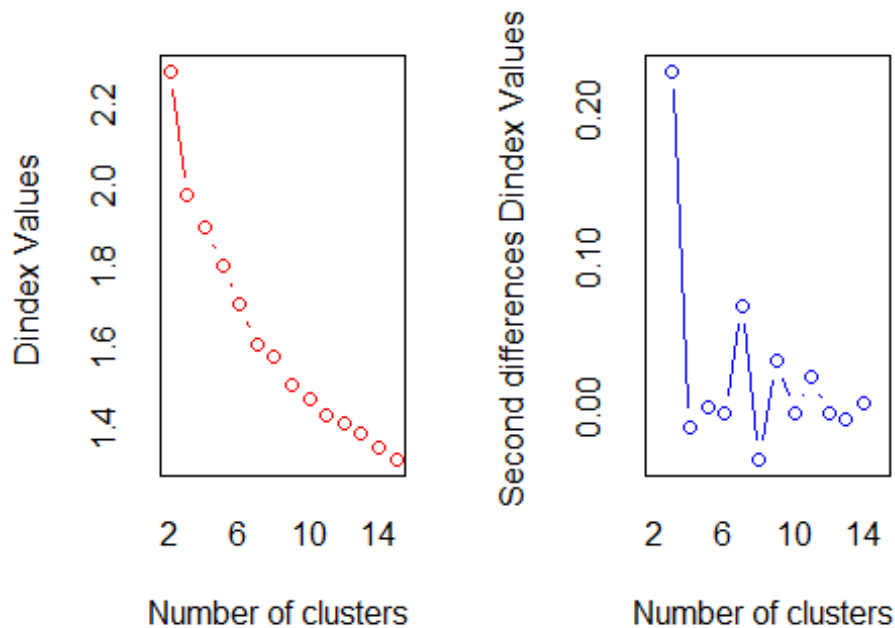 Dindex Values
2.2
2.0
1.8
1.6
1.4
2 6 10 14
Number of clusters
Second differences Dindex Values
0.20
0.10
0.00
2 6 10 14
Number of clusters